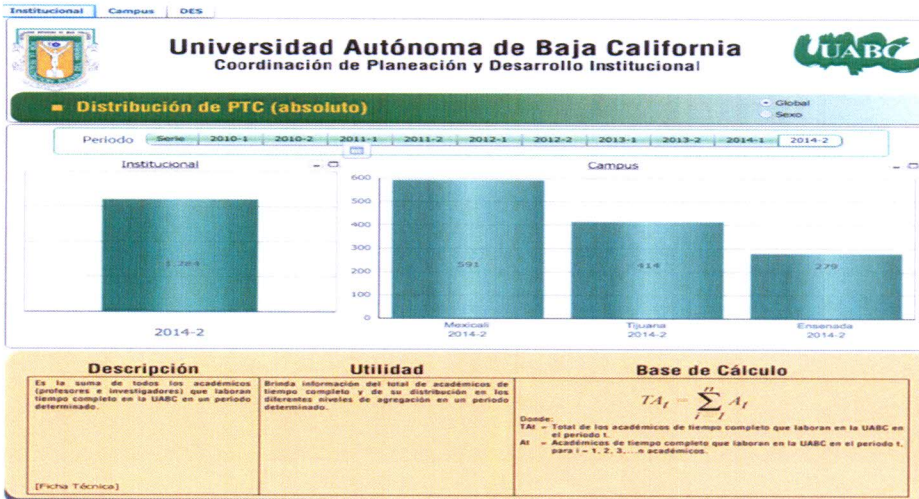 Institucional Campus DES
Universidad Autónoma de Baja California
Coordinación de Planeación y Desarrollo Institucional
UABC
Distribución de PTC (absoluto)
Global
Sexo
Periodo Serie 2010-1 2010-2 2011-1 2011-2 2012-1 2012-2 2013-1 2013-2 2014-1 2014-2
Institucional
1,284
2014-2
Campus
600
500
400
300
200
100
0
591
414
279
Mexicali
2014-2
Tijuana
2014-2
Ensenada
2014-2
Descripción
Es la suma de todos los académicos
(profesores e investigadores) que laboran
tiempo completo en la UABC en un periodo
determinado.
[Ficha Técnica]
Utilidad
Brinda información del total de académicos de
tiempo completo y de su distribución en los
diferentes niveles de agregación en un periodo
determinado.
Base de Cálculo
TA_t = ∑ A_t
n
i = 1
Donde:
TAt = Total de los académicos de tiempo completo que laboran en la UABC en
el periodo t.
At = Académicos de tiempo completo que laboran en la UABC en el periodo t,
para i = 1, 2, 3,...n académicos.